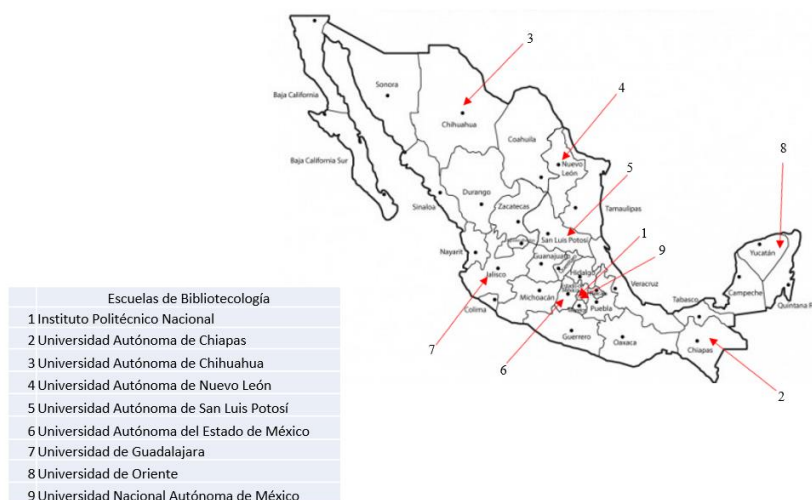 3
4
8
5
1
9
7
6
2
Baja California
Sonora
Chihuahua
Coahuila
Nuevo
León
Baja California Sur
Sinaloa
Durango
Zacatecas
Tamaulipas
San Luis Potosí
Nayarit
Guanajuato
Jalisco
Hidalgo
Michoacán
Colima
Veracruz
Puebla
Guerrero
Oaxaca
Tabasco
Chiapas
Yucatán
Campeche
Quintana R
Escuelas de Bibliotecología
1 Instituto Politécnico Nacional
2 Universidad Autónoma de Chiapas
3 Universidad Autónoma de Chihuahua
4 Universidad Autónoma de Nuevo León
5 Universidad Autónoma de San Luis Potosí
6 Universidad Autónoma del Estado de México
7 Universidad de Guadalajara
8 Universidad de Oriente
9 Universidad Nacional Autónoma de México